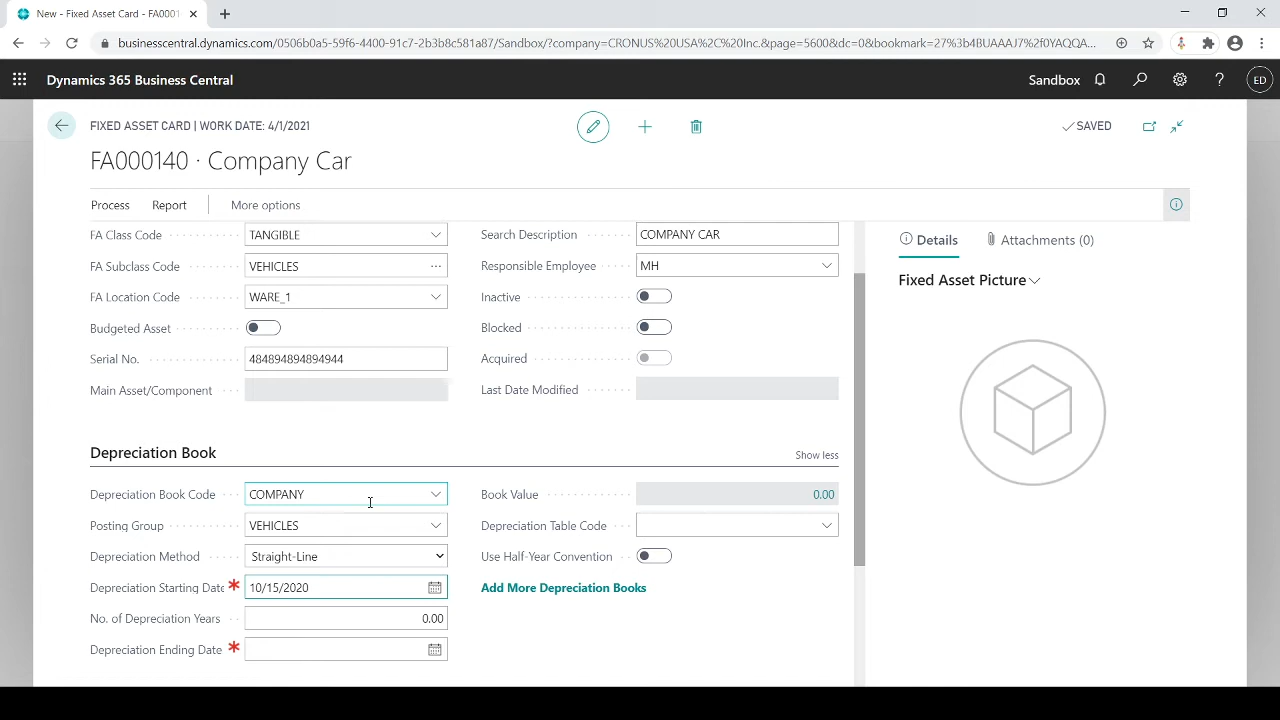 New - Fixed Asset Card - FA0001
businesscentral.dynamics.com/0506b0a5-59f6-4400-91c7-2b3b8c581a87/Sandbox/?company=CRONUS%20USA%2C%20Inc.&page=5600&dc=0&bookmark=27%3b4BUAAAJ7%2f0YAQQA...
Dynamics 365 Business Central
Sandbox
ED
FIXED ASSET CARD | WORK DATE: 4/1/2021
SAVED
FA000140 · Company Car
Process Report More options
FA Class Code TANGIBLE
Search Description COMPANY CAR
FA Subclass Code VEHICLES
Responsible Employee MH
FA Location Code WARE_1
Inactive
Budgeted Asset
Blocked
Serial No. 484894894894944
Acquired
Main Asset/Component
Last Date Modified
Details Attachments (0)
Fixed Asset Picture
Depreciation Book
Show less
Depreciation Book Code COMPANY
Book Value 0.00
Posting Group VEHICLES
Depreciation Table Code
Depreciation Method Straight-Line
Use Half-Year Convention
Depreciation Starting Date * 10/15/2020
Add More Depreciation Books
No. of Depreciation Years 0.00
Depreciation Ending Date *